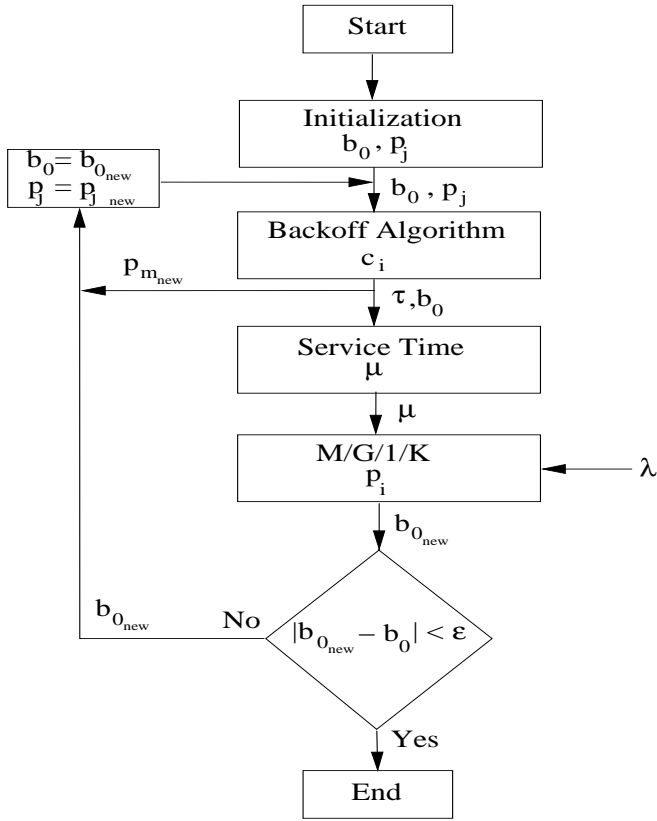 Start
Initialization
b₀ , pⱼ
b₀ = b₀ₙₑw
pⱼ = pⱼ new
b₀ , pⱼ
Backoff Algorithm
cᵢ
pₘₙₑw
τ,b₀
Service Time
μ
μ
M/G/1/K
pᵢ
λ
b₀ₙₑw
b₀ₙₑw
No
|b₀ₙₑw – b₀| < ε
Yes
End